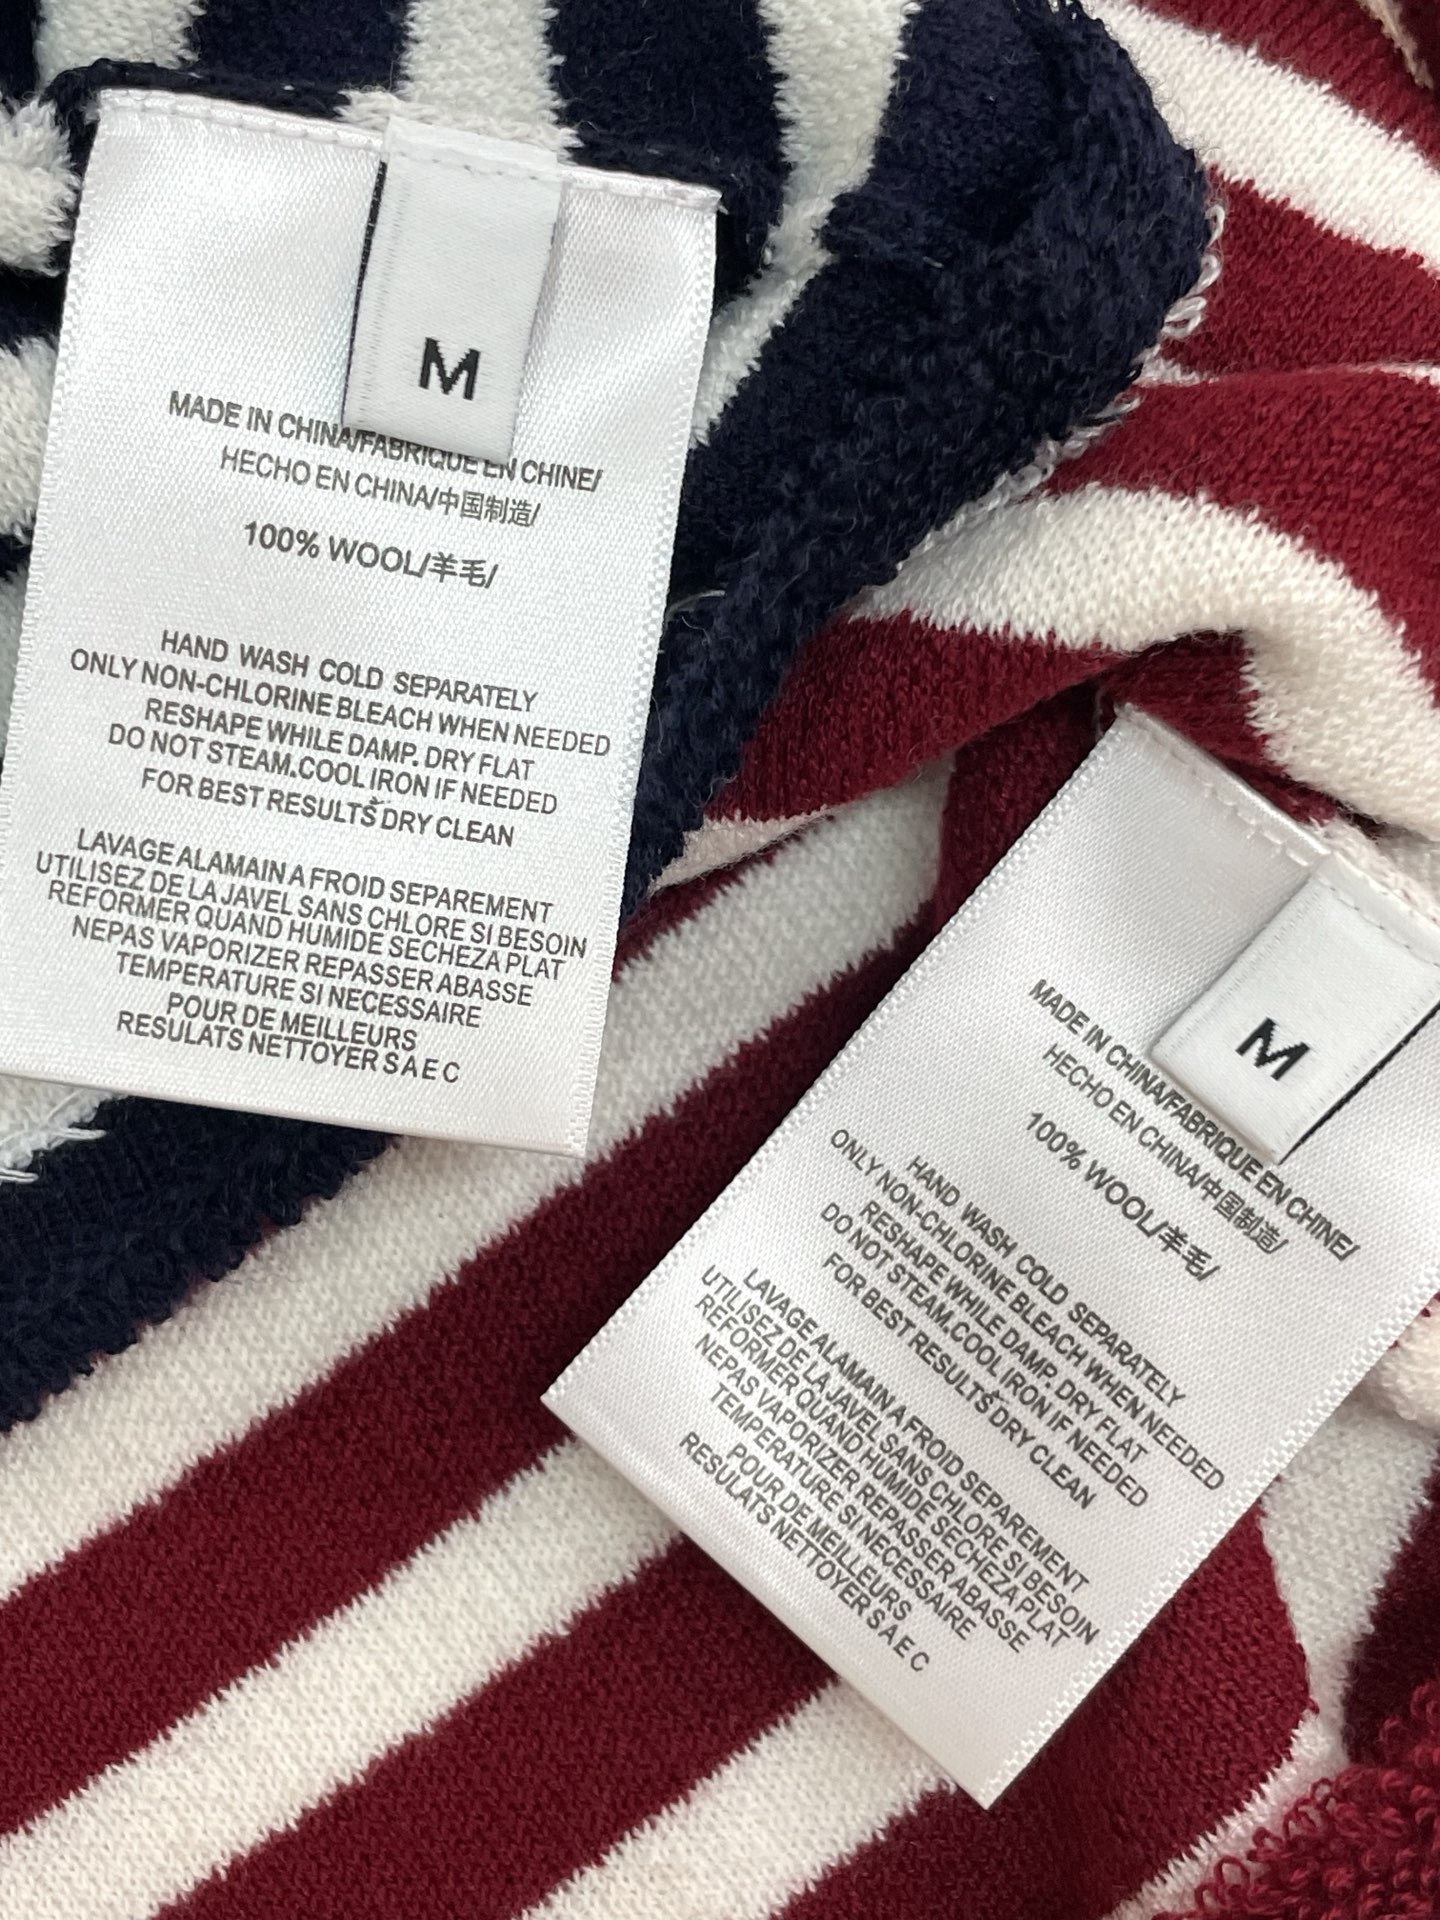 M
MADE IN CHINA/FABRIQUE EN CHINE/
HECHO EN CHINA/中国制造/
100% WOOL/羊毛/
HAND WASH COLD SEPARATELY
ONLY NON-CHLORINE BLEACH WHEN NEEDED
RESHAPE WHILE DAMP. DRY FLAT
DO NOT STEAM.COOL IRON IF NEEDED
FOR BEST RESULTŠ DRY CLEAN
LAVAGE ALAMAIN A FROID SEPAREMENT
UTILISEZ DE LA JAVEL SANS CHLORE SI BESOIN
REFORMER QUAND HUMIDE SECHEZA PLAT
NEPAS VAPORIZER REPASSER ABASSE
TEMPERATURE SI NECESSAIRE
POUR DE MEILLEURS
RESULATS NETTOYER S A E C
M
MADE IN CHINA/FABRIQUE EN CHINE/
HECHO EN CHINA/中国制造/
100% WOOL/羊毛/
HAND WASH COLD SEPARATELY
ONLY NON-CHLORINE BLEACH WHEN NEEDED
RESHAPE WHILE DAMP. DRY FLAT
DO NOT STEAM.COOL IRON IF NEEDED
FOR BEST RESULTŠ DRY CLEAN
LAVAGE ALAMAIN A FROID SEPAREMENT
UTILISEZ DE LA JAVEL SANS CHLORE SI BESOIN
REFORMER QUAND HUMIDE SECHEZA PLAT
NEPAS VAPORIZER REPASSER ABASSE
TEMPERATURE SI NECESSAIRE
POUR DE MEILLEURS
RESULATS NETTOYER S A E C